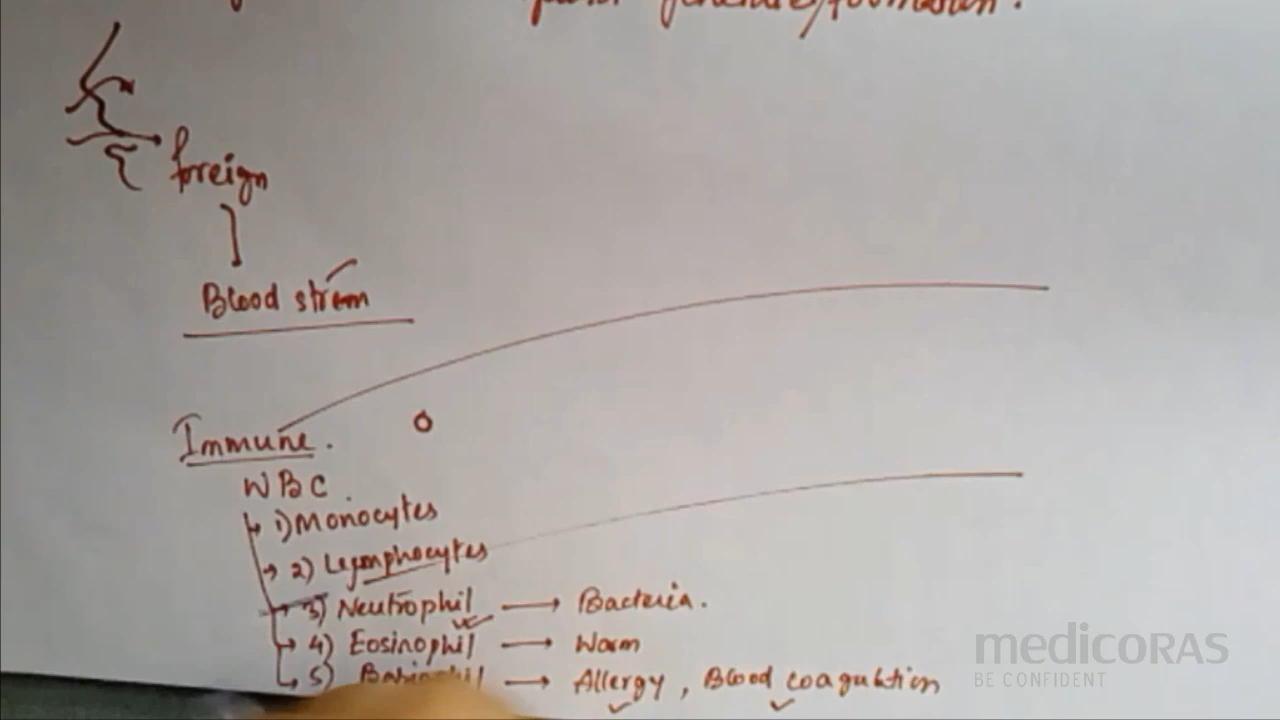 foreign
Blood strem
Immune.
WBC
1) Monocytes
2) Leymphocytes
3) Neutrophil → Bacteria.
4) Eosinophil → Worm
5) → Allergy, Blood coagulation
medicoRAS
BE CONFIDENT